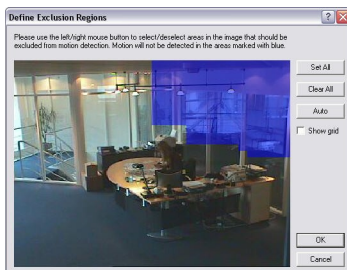 Define Exclusion Regions
Please use the left/right mouse button to select/deselect areas in the image that should be
excluded from motion detection. Motion will not be detected in the areas marked with blue.
Set All
Clear All
Auto
Show grid
OK
Cancel